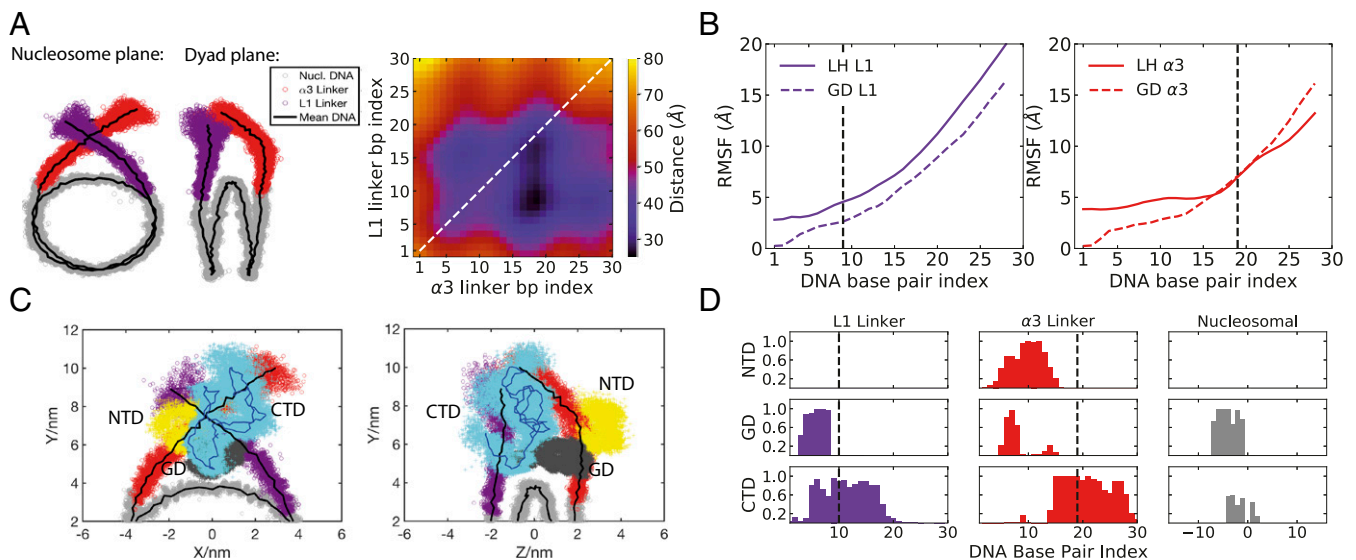 A
Nucleosome plane:
Dyad plane:
Nucl. DNA
α3 Linker
L1 Linker
Mean DNA
L1 linker bp index
30
25
20
15
10
5
1
1 5 10 15 20 25 30
α3 linker bp index
80
70
60
50
40
30
Distance (Å)
B
RMSF (Å)
20
15
10
5
0
LH L1
GD L1
1 5 10 15 20 25 30
DNA base pair index
RMSF (Å)
20
15
10
5
0
LH α3
GD α3
1 5 10 15 20 25 30
DNA base pair index
C
Y/nm
12
10
8
6
4
2
NTD
CTD
GD
-6 -4 -2 0 2 4 6
X/nm
Y/nm
12
10
8
6
4
2
CTD
NTD
GD
-6 -4 -2 0 2 4 6
Z/nm
D
L1 Linker
α3 Linker
Nucleosomal
NTD
1.0
0.6
0.2
GD
1.0
0.6
0.2
CTD
1.0
0.6
0.2
0 10 20 30
0 10 20 30
−10 0 10
DNA Base Pair Index